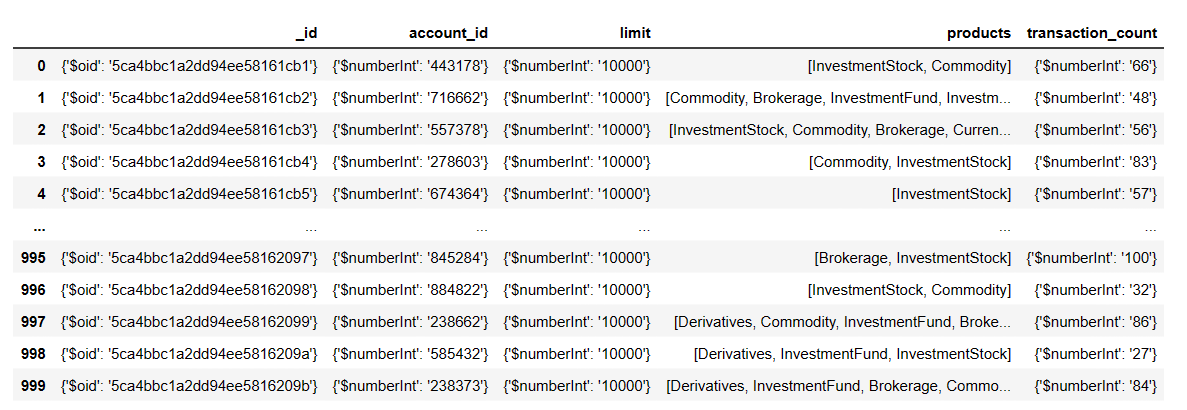 _id account_id limit products transaction_count
0 {'$oid': '5ca4bbc1a2dd94ee58161cb1'} {'$numberInt': '443178'} {'$numberInt': '10000'} [InvestmentStock, Commodity] {'$numberInt': '66'}
1 {'$oid': '5ca4bbc1a2dd94ee58161cb2'} {'$numberInt': '716662'} {'$numberInt': '10000'} [Commodity, Brokerage, InvestmentFund, Investm... {'$numberInt': '48'}
2 {'$oid': '5ca4bbc1a2dd94ee58161cb3'} {'$numberInt': '557378'} {'$numberInt': '10000'} [InvestmentStock, Commodity, Brokerage, Curren... {'$numberInt': '56'}
3 {'$oid': '5ca4bbc1a2dd94ee58161cb4'} {'$numberInt': '278603'} {'$numberInt': '10000'} [Commodity, InvestmentStock] {'$numberInt': '83'}
4 {'$oid': '5ca4bbc1a2dd94ee58161cb5'} {'$numberInt': '674364'} {'$numberInt': '10000'} [InvestmentStock] {'$numberInt': '57'}
... ... ... ... ... ...
995 {'$oid': '5ca4bbc1a2dd94ee58162097'} {'$numberInt': '845284'} {'$numberInt': '10000'} [Brokerage, InvestmentStock] {'$numberInt': '100'}
996 {'$oid': '5ca4bbc1a2dd94ee58162098'} {'$numberInt': '884822'} {'$numberInt': '10000'} [InvestmentStock, Commodity] {'$numberInt': '32'}
997 {'$oid': '5ca4bbc1a2dd94ee58162099'} {'$numberInt': '238662'} {'$numberInt': '10000'} [Derivatives, Commodity, InvestmentFund, Broke... {'$numberInt': '86'}
998 {'$oid': '5ca4bbc1a2dd94ee5816209a'} {'$numberInt': '585432'} {'$numberInt': '10000'} [Derivatives, InvestmentFund, InvestmentStock] {'$numberInt': '27'}
999 {'$oid': '5ca4bbc1a2dd94ee5816209b'} {'$numberInt': '238373'} {'$numberInt': '10000'} [Derivatives, InvestmentFund, Brokerage, Commo... {'$numberInt': '84'}